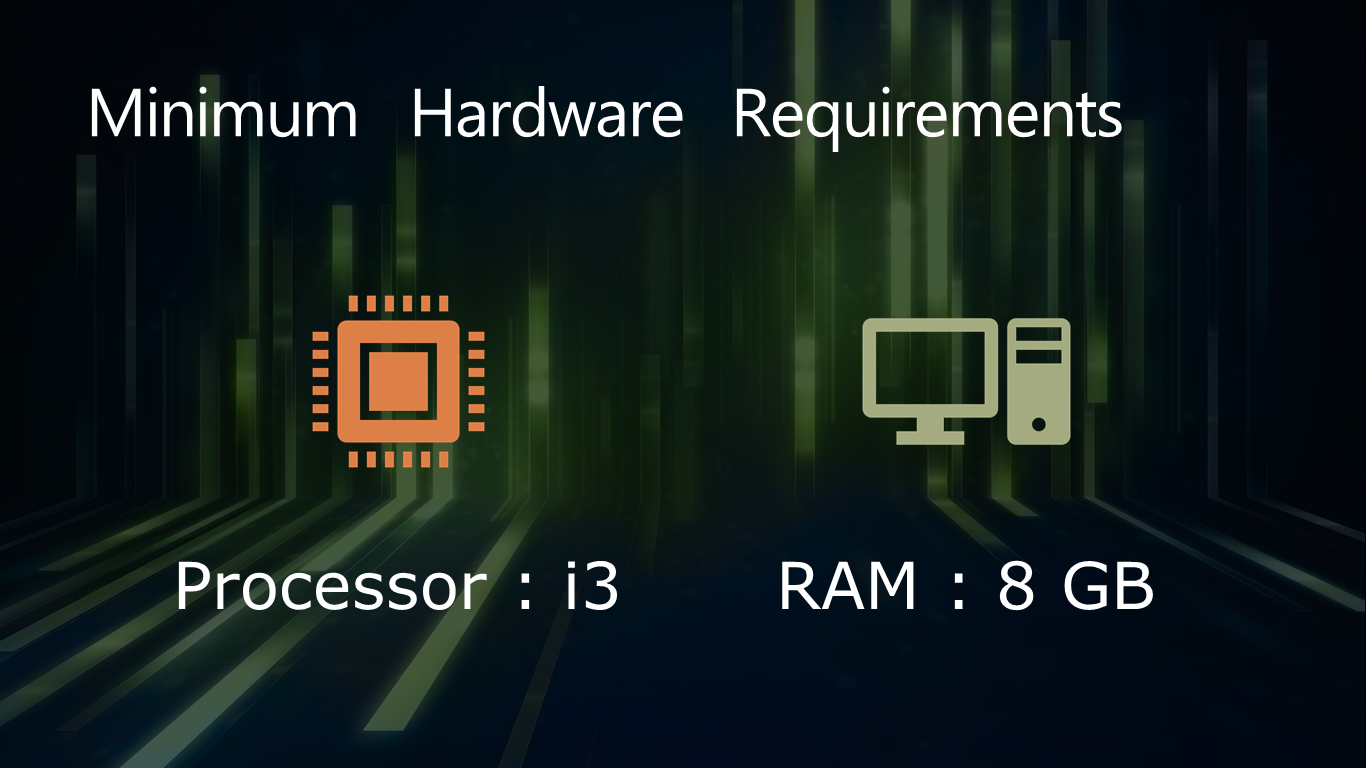 Minimum Hardware Requirements
Processor : i3
RAM : 8 GB